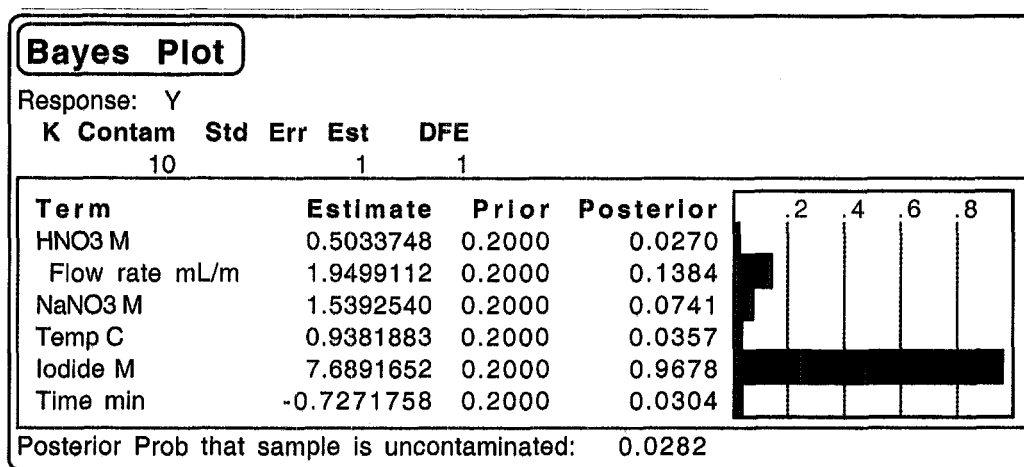 Bayes Plot
Response: Y
K Contam Std Err Est DFE
10 1 1
Term Estimate Prior Posterior .2 .4 .6 .8
HNO3 M 0.5033748 0.2000 0.0270
Flow rate mL/m 1.9499112 0.2000 0.1384
NaNO3 M 1.5392540 0.2000 0.0741
Temp C 0.9381883 0.2000 0.0357
Iodide M 7.6891652 0.2000 0.9678
Time min -0.7271758 0.2000 0.0304
Posterior Prob that sample is uncontaminated: 0.0282